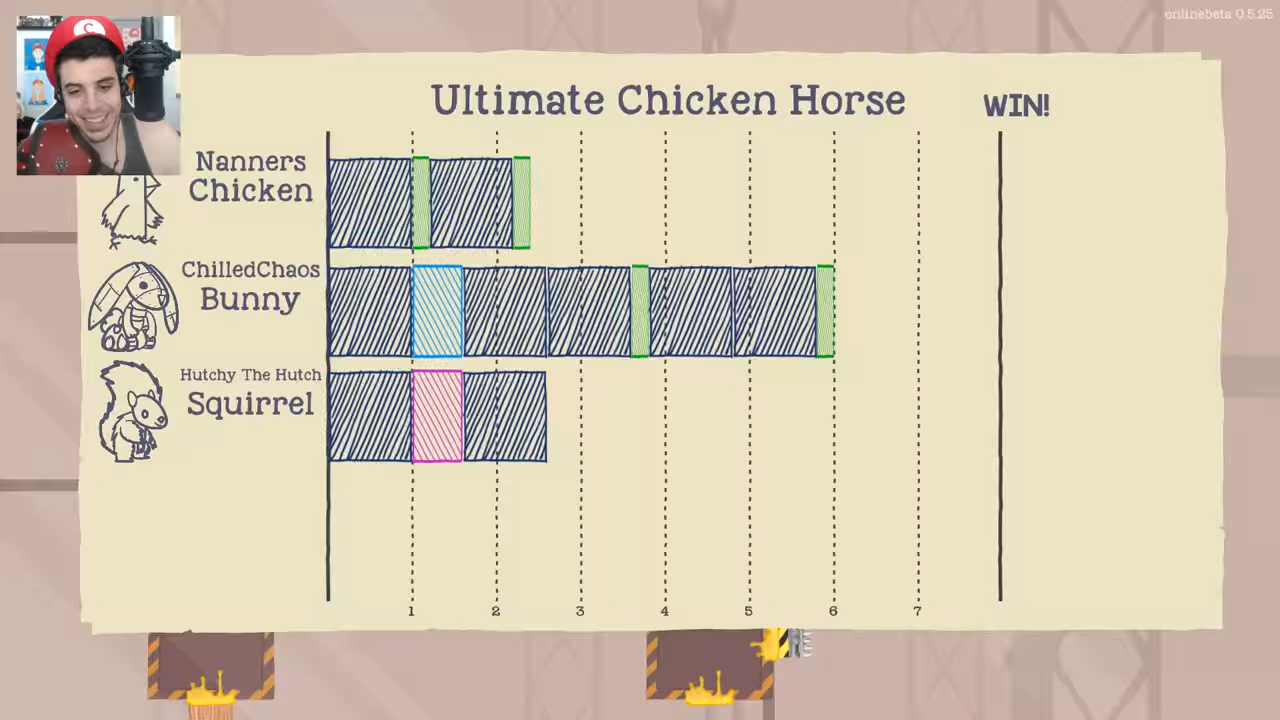 onlinebeta 0.5.25
C
Ultimate Chicken Horse
WIN!
Nanners
Chicken
ChilledChaos
Bunny
Hutchy The Hutch
Squirrel
1 2 3 4 5 6 7